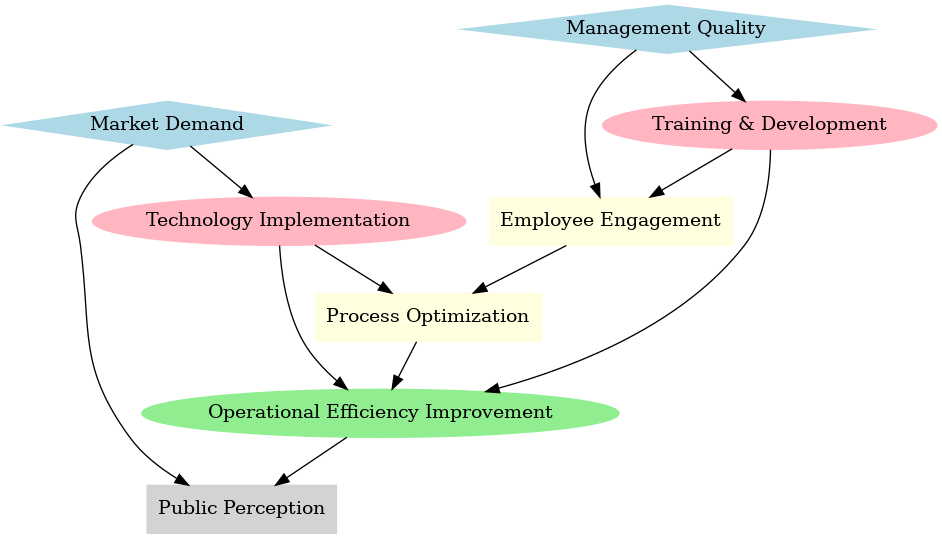 Management Quality
Market Demand
Training & Development
Technology Implementation
Employee Engagement
Process Optimization
Operational Efficiency Improvement
Public Perception